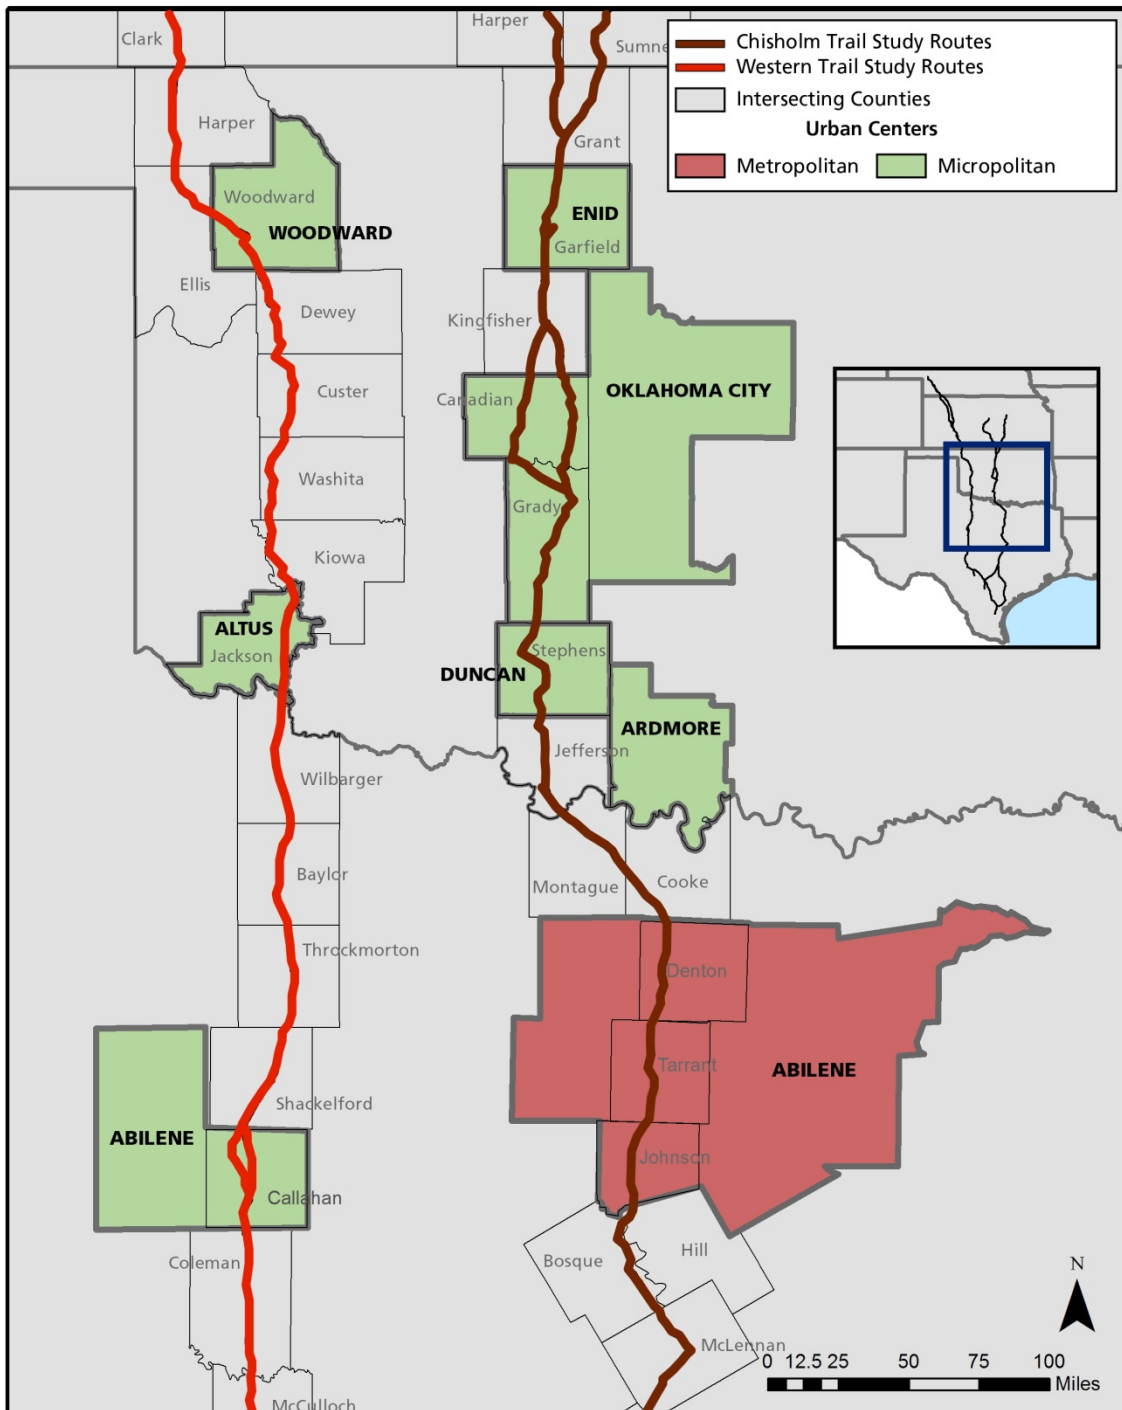 Chisholm Trail Study Routes
Western Trail Study Routes
Intersecting Counties
Urban Centers
Metropolitan
Micropolitan
Clark
Harper
Sumne
Harper
Grant
Woodward
WOODWARD
ENID
Garfield
Ellis
Dewey
Kingfisher
Custer
Canadian
OKLAHOMA CITY
Washita
Grady
Kiowa
ALTUS
Jackson
Stephens
DUNCAN
ARDMORE
Jefferson
Wilbarger
Baylor
Montague
Cooke
Throckmorton
Denton
Tarrant
ABILENE
Shackelford
ABILENE
Johnson
Callahan
Coleman
Bosque
Hill
McLennan
McCulloch
N
0 12.5 25 50 75 100
Miles